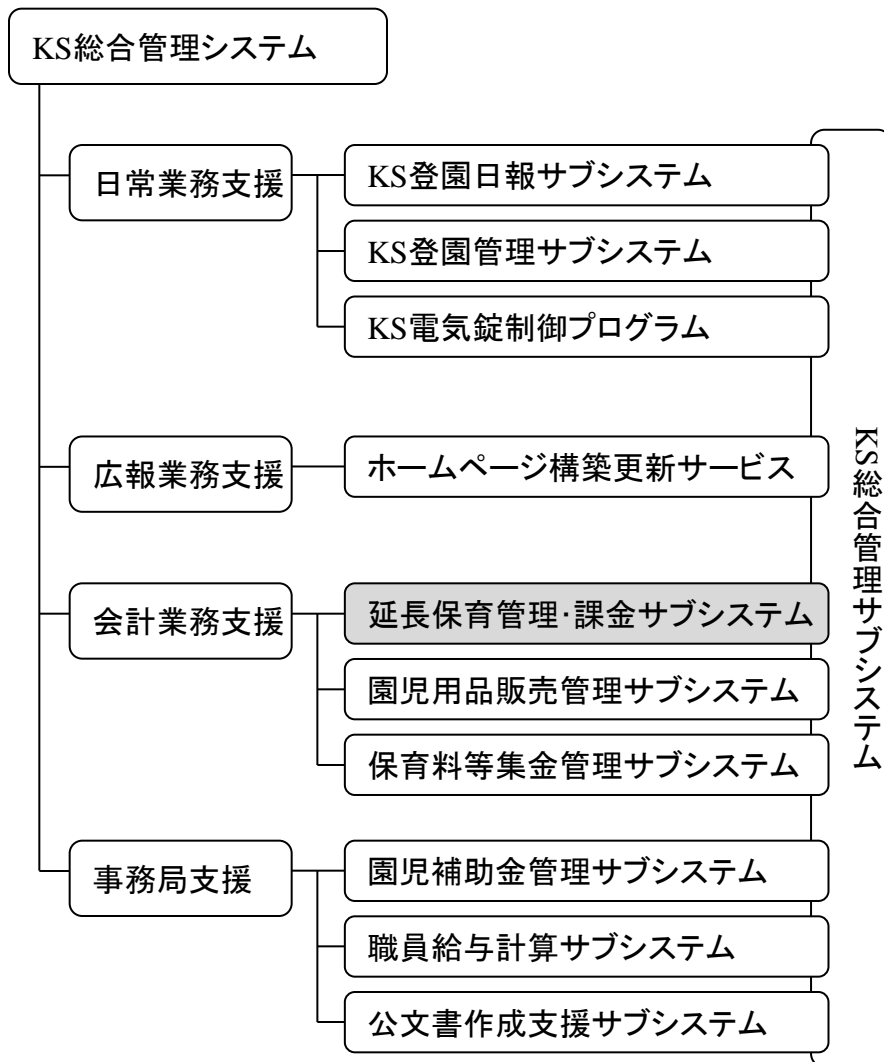 KS総合管理システム
日常業務支援
KS登園日報サブシステム
KS登園管理サブシステム
KS電気錠制御プログラム
広報業務支援
ホームページ構築更新サービス
会計業務支援
延長保育管理・課金サブシステム
園児用品販売管理サブシステム
保育料等集金管理サブシステム
事務局支援
園児補助金管理サブシステム
職員給与計算サブシステム
公文書作成支援サブシステム
KS総合管理サブシステム